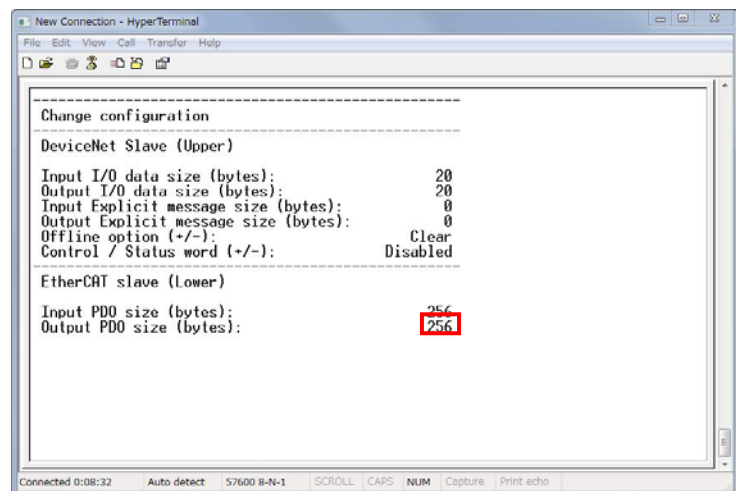 New Connection - HyperTerminal
File Edit View Call Transfer Help
Change configuration
DeviceNet Slave (Upper)
Input I/O data size (bytes): 20
Output I/O data size (bytes): 20
Input Explicit message size (bytes): 0
Output Explicit message size (bytes): 0
Offline option (+/-): Clear
Control / Status word (+/-): Disabled
EtherCAT slave (Lower)
Input PDO size (bytes): 256
Output PDO size (bytes): 256
Connected 0:08:32 Auto detect 57600 8-N-1 SCROLL CAPS NUM Capture Print echo